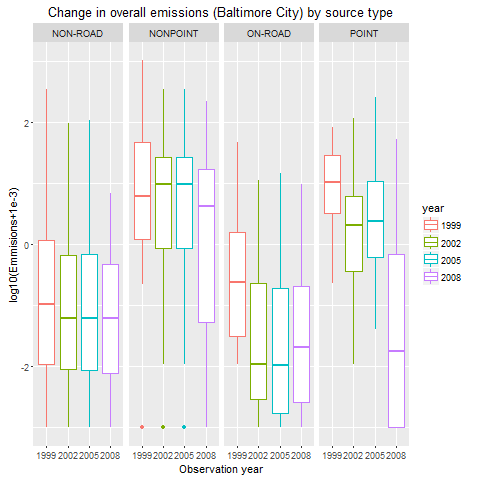 Change in overall emissions (Baltimore City) by source type
NON-ROAD NONPOINT ON-ROAD POINT
2
0
-2
log10(Emmisions+1e-3)
1999 2002 2005 2008 1999 2002 2005 2008 1999 2002 2005 2008 1999 2002 2005 2008
Observation year
year
1999
2002
2005
2008